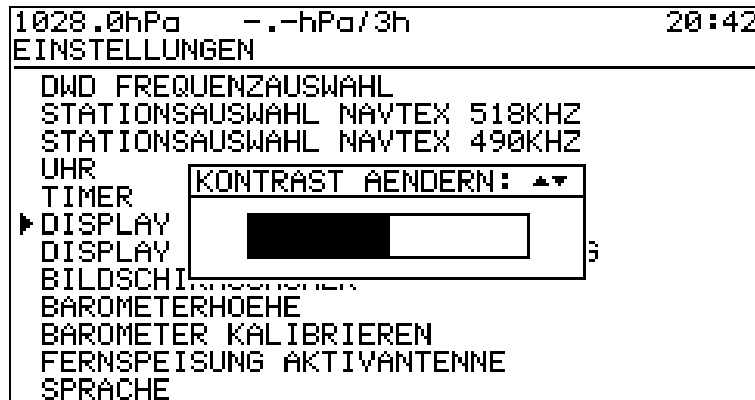 1028.0hPa -.-hPa/3h 20:42
EINSTELLUNGEN
DWD FREQUENZAUSWAHL
STATIONSAUSWAHL NAVTEX 518KHZ
STATIONSAUSWAHL NAVTEX 490KHZ
UHR
TIMER
KONTRAST AENDERN:
DISPLAY
DISPLAY
BAROMETERHOEHE
BAROMETER KALIBRIEREN
FERNSPEISUNG AKTIVANTENNE
SPRACHE